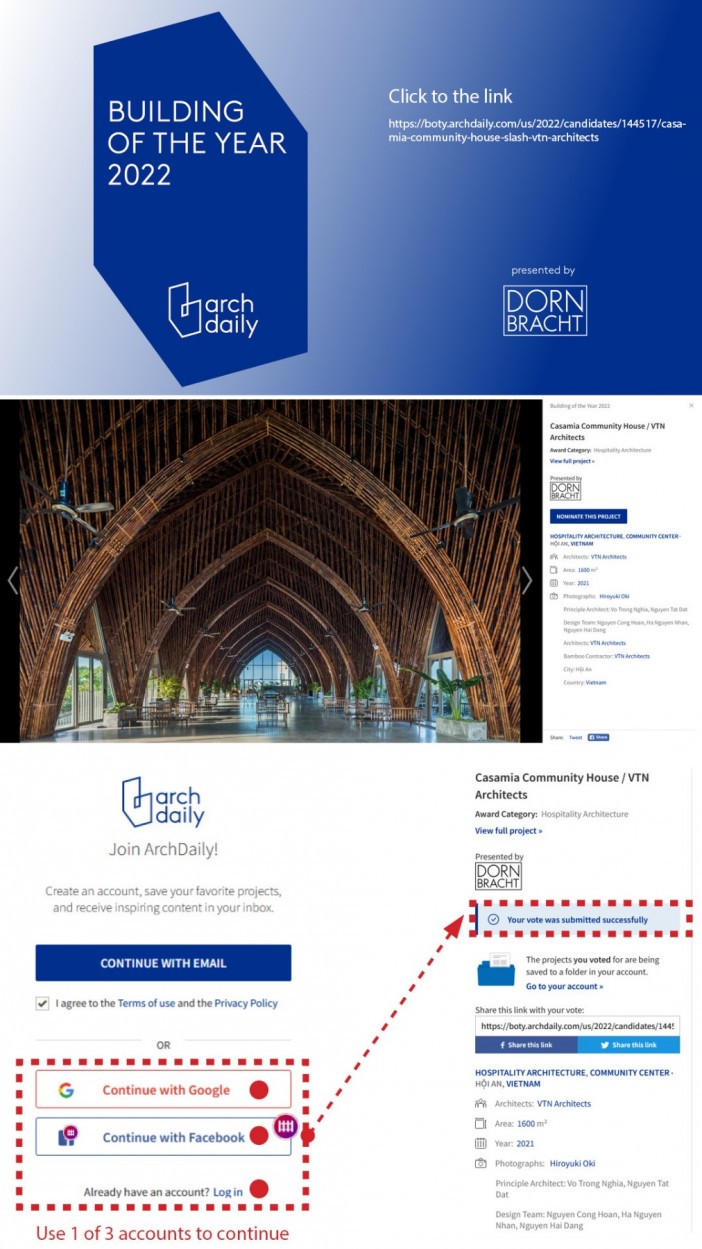 BUILDING
OF THE YEAR
2022
arch
daily
Click to the link
https://boty.archdaily.com/us/2022/candidates/144517/casa-
mia-community-house-slash-vtn-architects
presented by
DORN
BRACHT
Building of the Year 2022
Casamia Community House / VTN
Architects
Award Category: Hospitality Architecture
View full project »
Presented by
DORN
BRACHT
NOMINATE THIS PROJECT
HOSPITALITY ARCHITECTURE, COMMUNITY CENTER ·
HỘI AN, VIETNAM
Architects: VTN Architects
Area: 1600 m²
Year: 2021
Photographs: Hiroyuki Oki
Principle Architect: Vo Trong Nghia, Nguyen Tat Dat
Design Team: Nguyen Cong Hoan, Ha Nguyen Nhan,
Nguyen Hai Dang
Architects: VTN Architects
Bamboo Contractor: VTN Architects
City: Hội An
Country: Vietnam
Share: Tweet Share
arch
daily
Join ArchDaily!
Create an account, save your favorite projects,
and receive inspiring content in your inbox.
CONTINUE WITH EMAIL
I agree to the Terms of use and the Privacy Policy
OR
Continue with Google
Continue with Facebook
Already have an account? Log in
Use 1 of 3 accounts to continue
Casamia Community House / VTN
Architects
Award Category: Hospitality Architecture
View full project »
Presented by
DORN
BRACHT
Your vote was submitted successfully
The projects you voted for are being
saved to a folder in your account.
Go to your account »
Share this link with your vote:
https://boty.archdaily.com/us/2022/candidates/144!
Share this link
Share this link
HOSPITALITY ARCHITECTURE, COMMUNITY CENTER ·
HỘI AN, VIETNAM
Architects: VTN Architects
Area: 1600 m²
Year: 2021
Photographs: Hiroyuki Oki
Principle Architect: Vo Trong Nghia, Nguyen Tat
Dat
Design Team: Nguyen Cong Hoan, Ha Nguyen
Nhan, Nguyen Hai Dang